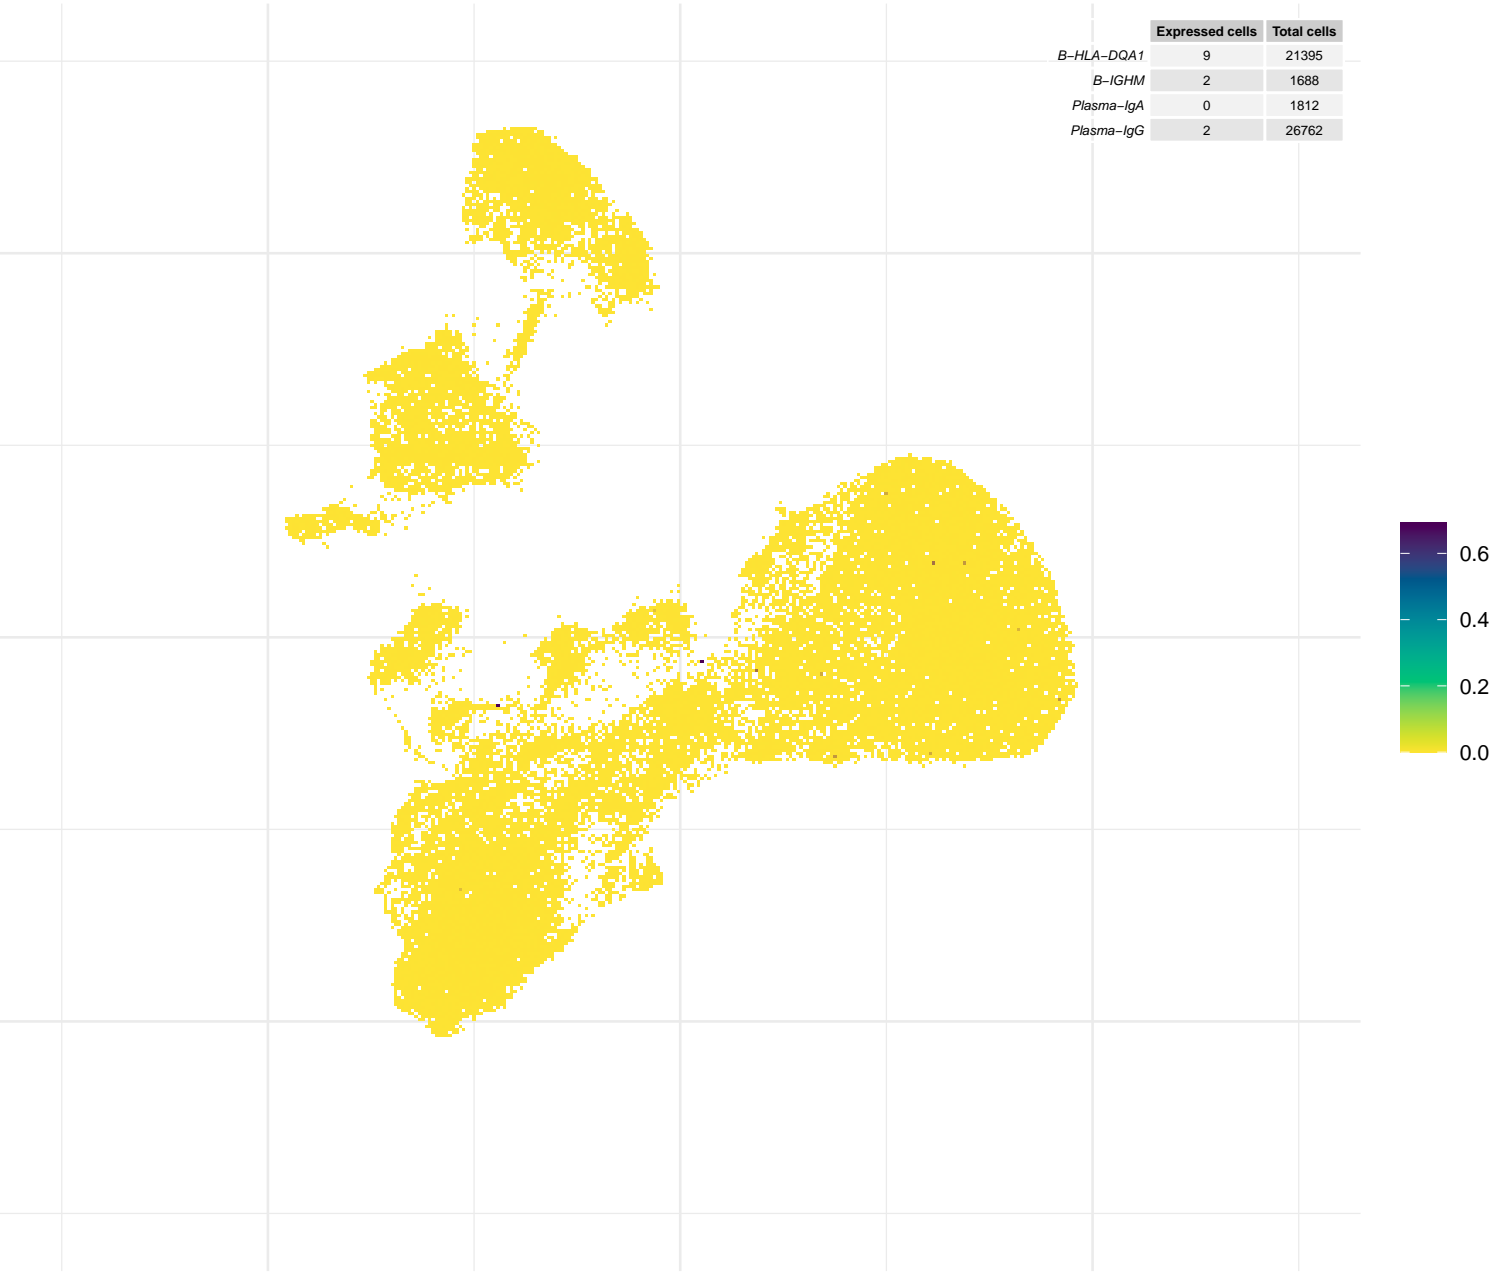 Expressed cells Total cells
B−HLA−DQA1 9 21395
B−IGHM 2 1688
Plasma−IgA 0 1812
Plasma−IgG 2 26762
0.6
0.4
0.2
0.0